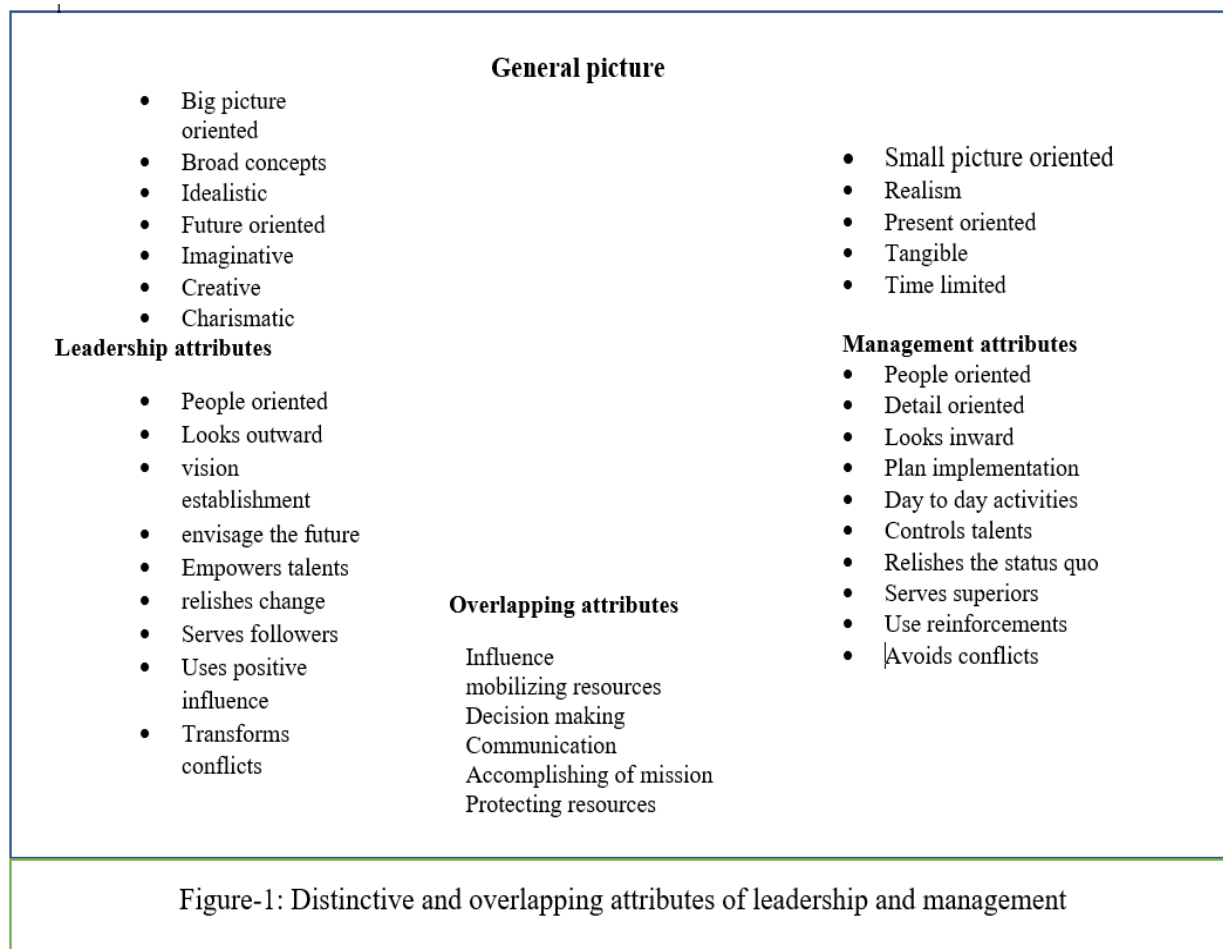 General picture
• Big picture
oriented
• Broad concepts
• Idealistic
• Future oriented
• Imaginative
• Creative
• Charismatic
Leadership attributes
• People oriented
• Looks outward
• vision
establishment
• envisage the future
• Empowers talents
• relishes change
• Serves followers
• Uses positive
influence
• Transforms
conflicts
Overlapping attributes
Influence
mobilizing resources
Decision making
Communication
Accomplishing of mission
Protecting resources
• Small picture oriented
• Realism
• Present oriented
• Tangible
• Time limited
Management attributes
• People oriented
• Detail oriented
• Looks inward
• Plan implementation
• Day to day activities
• Controls talents
• Relishes the status quo
• Serves superiors
• Use reinforcements
• Avoids conflicts
Figure-1: Distinctive and overlapping attributes of leadership and management